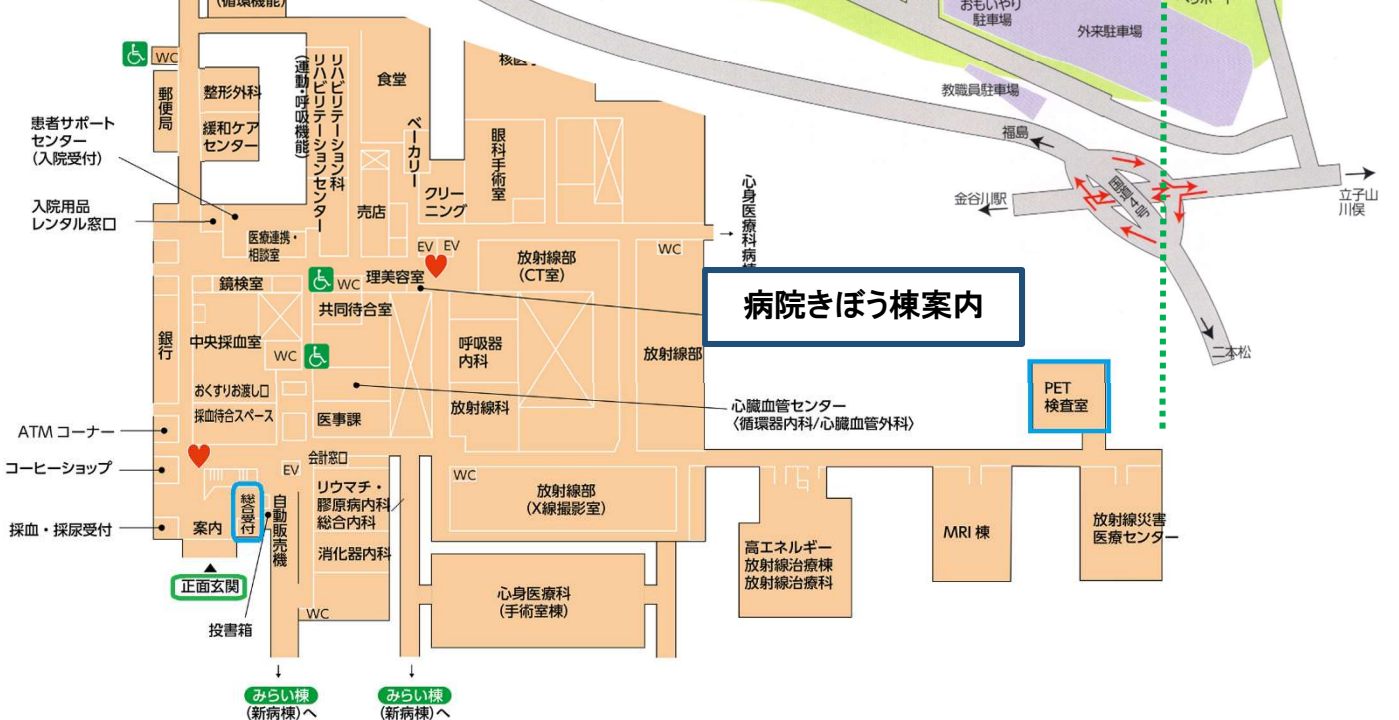 (循環機能)
WC
郵便局
整形外科
緩和ケア
センター
患者サポート
センター
(入院受付)
入院用品
レンタル窓口
リハビリテーション科
リハビリテーションセンター
(運動・呼吸機能)
食堂
ベーカリー
売店
クリー
ニング
眼科手術室
医療連携・
相談室
EV
EV
WC
心身医療科病棟
放射線部
(CT室)
鏡検室
WC
理美容室
共同待合室
病院きぼう棟案内
銀行
中央採血室
WC
呼吸器
内科
放射線部
おくすりお渡し口
採血待合スペース
医事課
放射線科
心臓血管センター
〈循環器内科/心臓血管外科〉
PET
検査室
ATMコーナー
コーヒーショップ
採血・採尿受付
EV
会計窓口
案内
総合受付
自動販売機
リウマチ・
膠原病内科
総合内科
消化器内科
WC
WC
放射線部
(X線撮影室)
心身医療科
(手術室棟)
高エネルギー
放射線治療棟
放射線治療科
MRI棟
放射線災害
医療センター
正面玄関
投書箱
みらい棟
(新病棟)へ
みらい棟
(新病棟)へ
おもいやり
駐車場
外来駐車場
教職員駐車場
福島
金谷川駅
国道4号
立子山
川俣
二本松